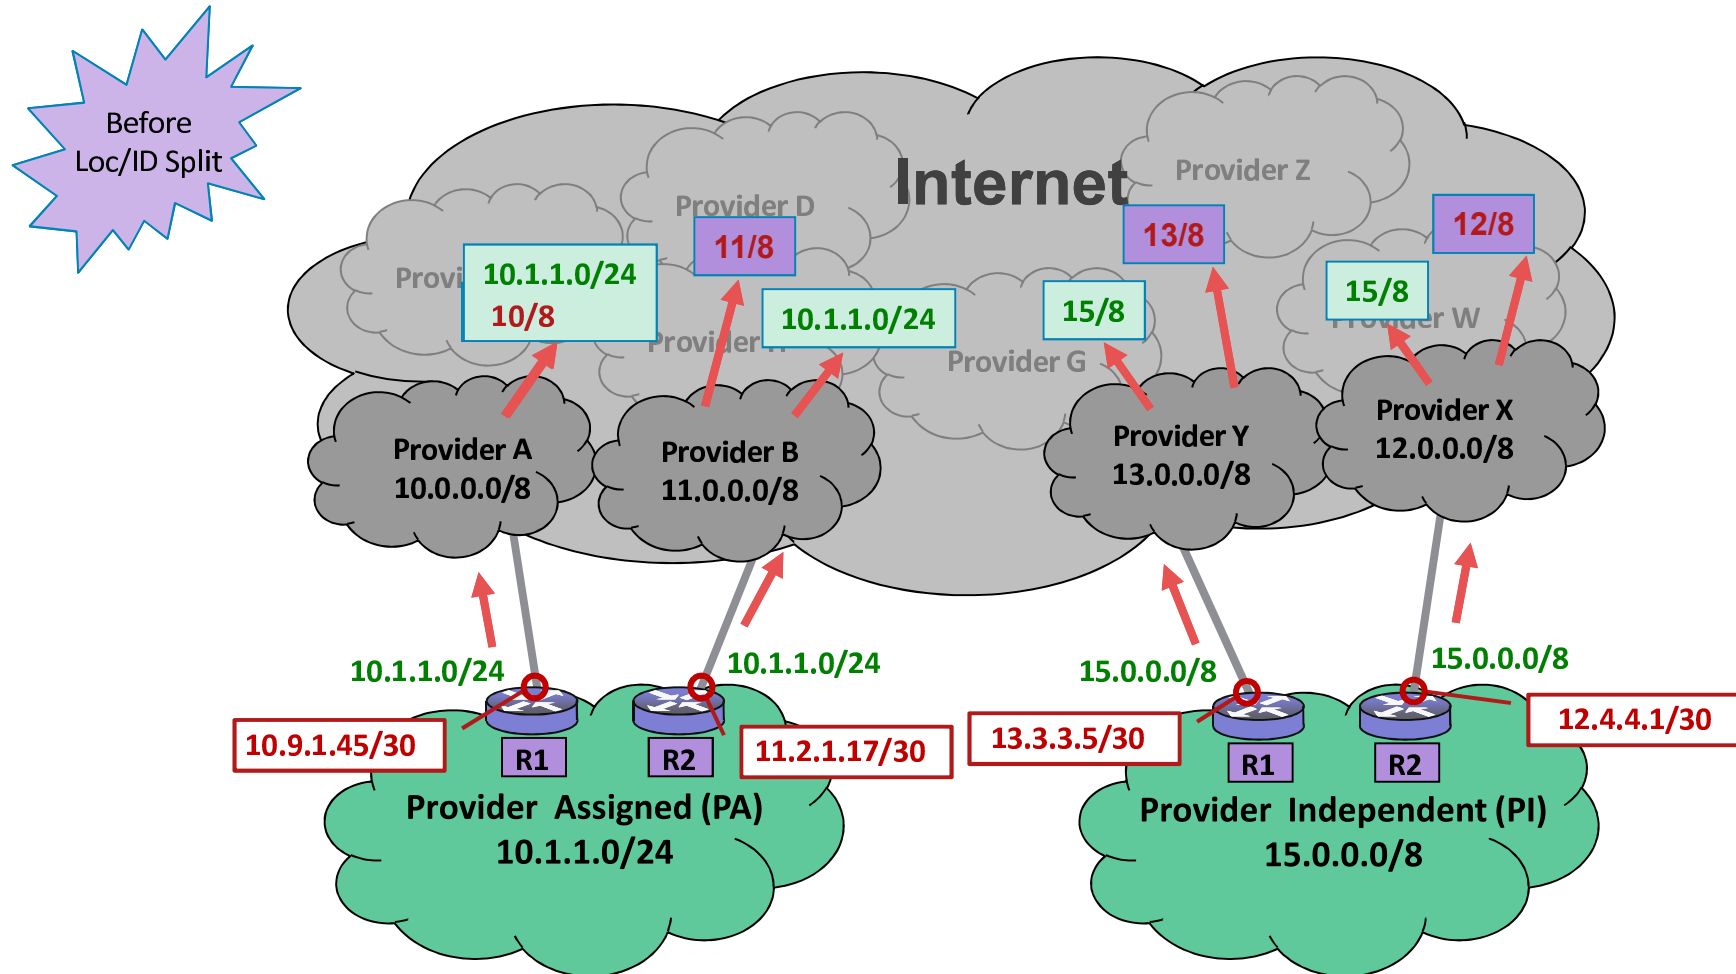 Before
Loc/ID Split
Internet
Provider Z
Provider D
11/8
13/8
12/8
10.1.1.0/24
10/8
10.1.1.0/24
15/8
15/8
Provider W
Provider G
Provider A
10.0.0.0/8
Provider B
11.0.0.0/8
Provider Y
13.0.0.0/8
Provider X
12.0.0.0/8
10.1.1.0/24
10.1.1.0/24
15.0.0.0/8
15.0.0.0/8
10.9.1.45/30
11.2.1.17/30
13.3.3.5/30
12.4.4.1/30
R1
R2
R1
R2
Provider Assigned (PA)
10.1.1.0/24
Provider Independent (PI)
15.0.0.0/8